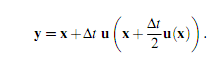 y = x + Δt u ( x + Δt/2 u(x) ) .